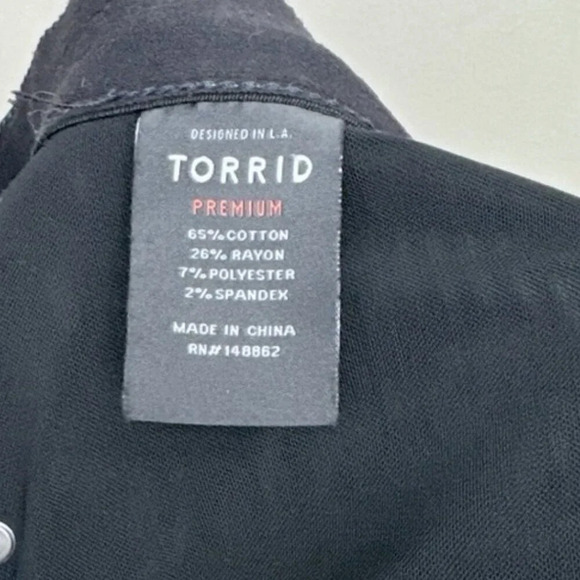 DESIGNED IN L.A.
TORRID
PREMIUM
65% COTTON
26% RAYON
7% POLYESTER
2% SPANDEX
MADE IN CHINA
RN# 148862